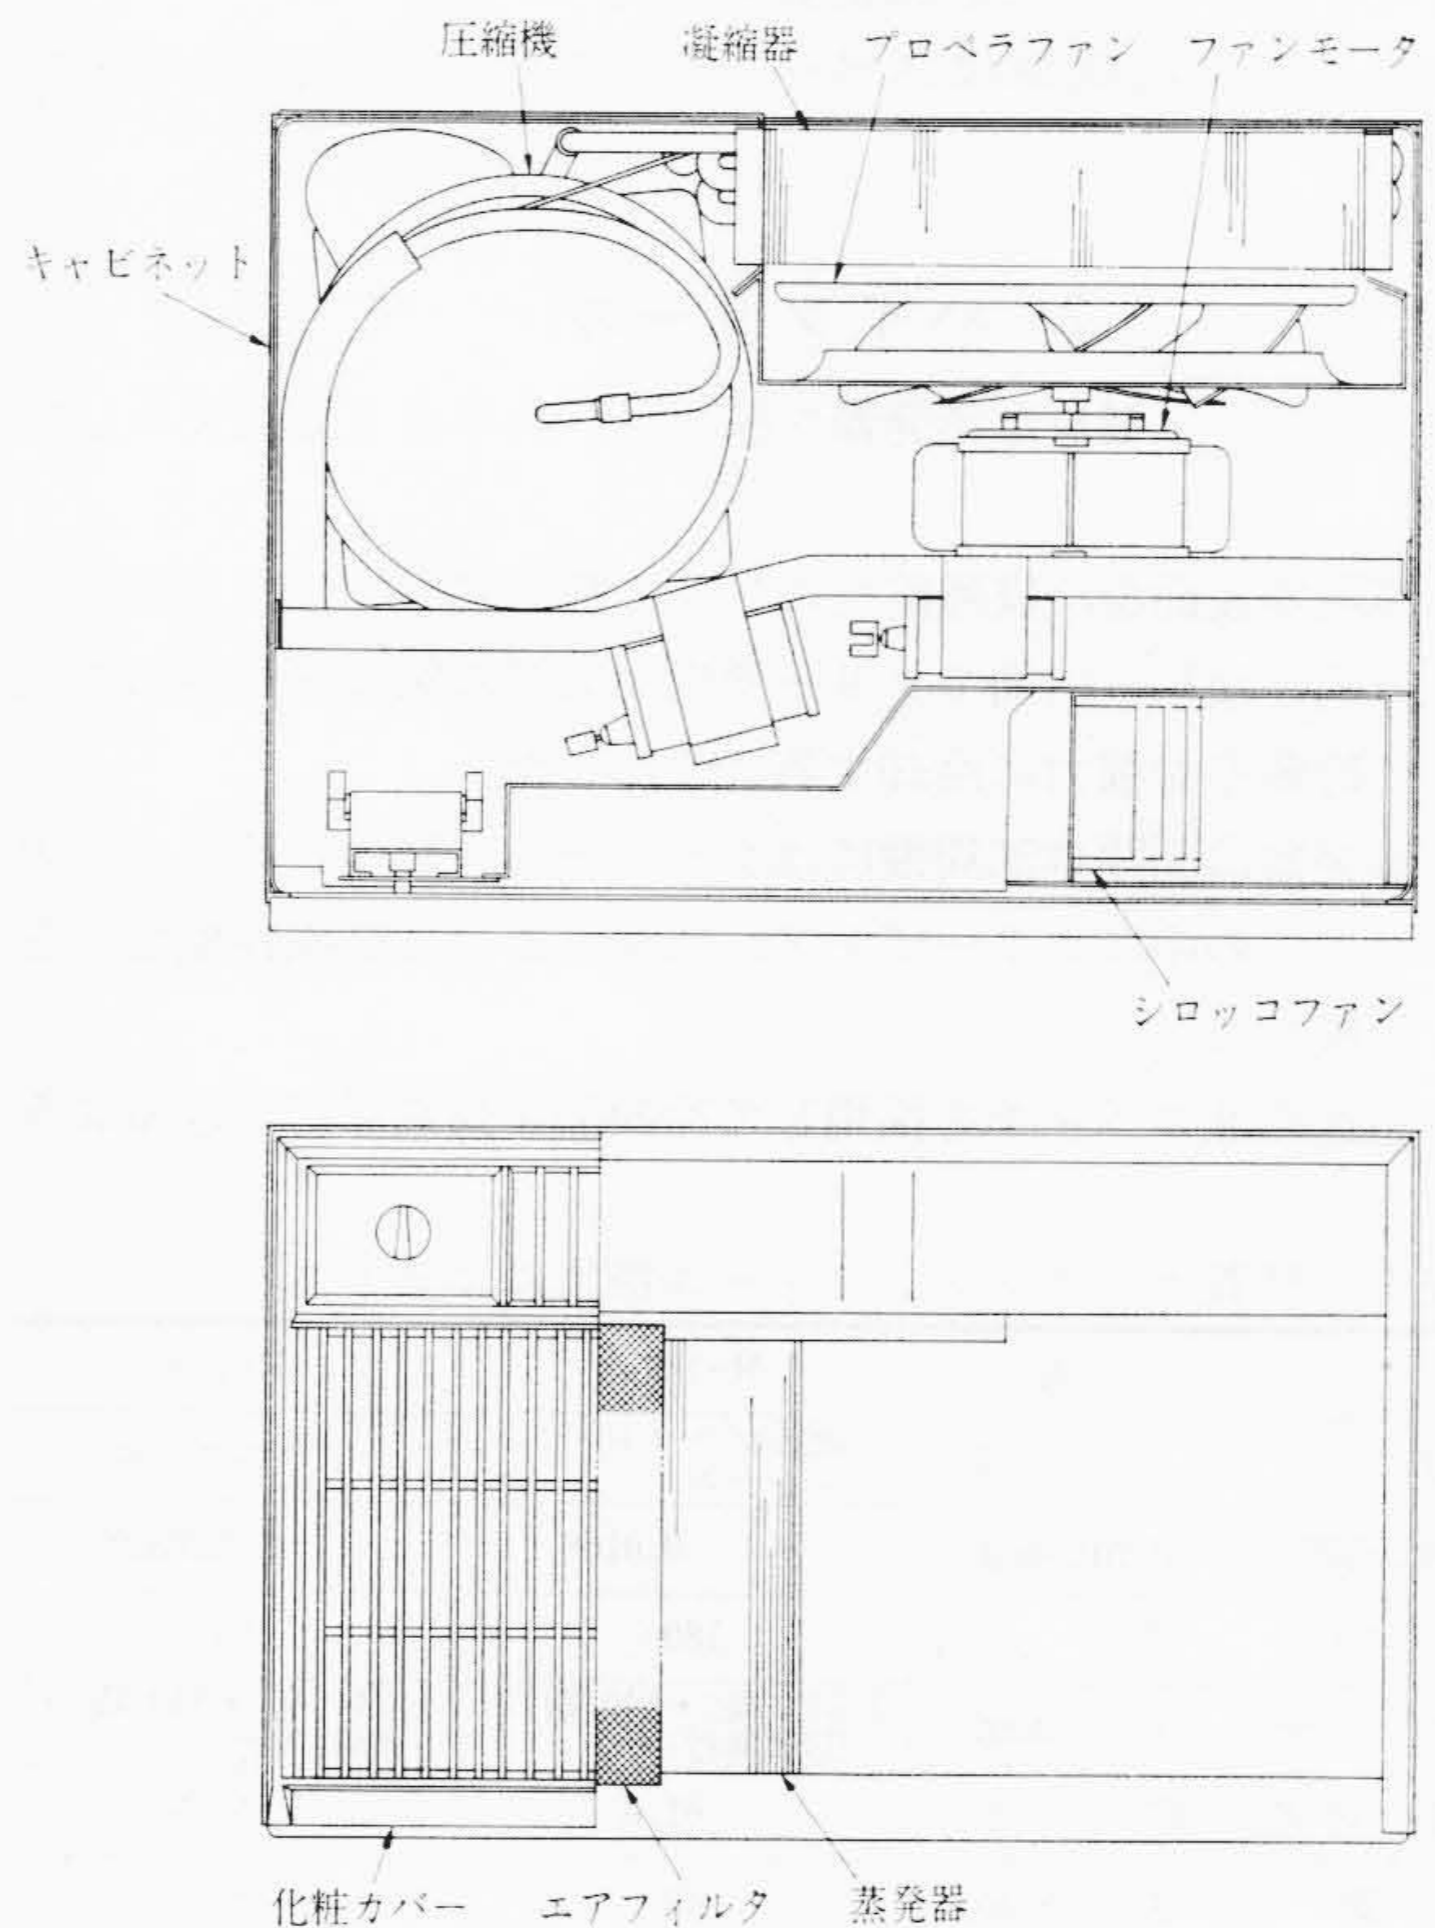 圧縮機 凝縮器 プロペラファン ファンモータ
キャビネット
シロッコファン
化粧カバー エアフィルタ 蒸発器